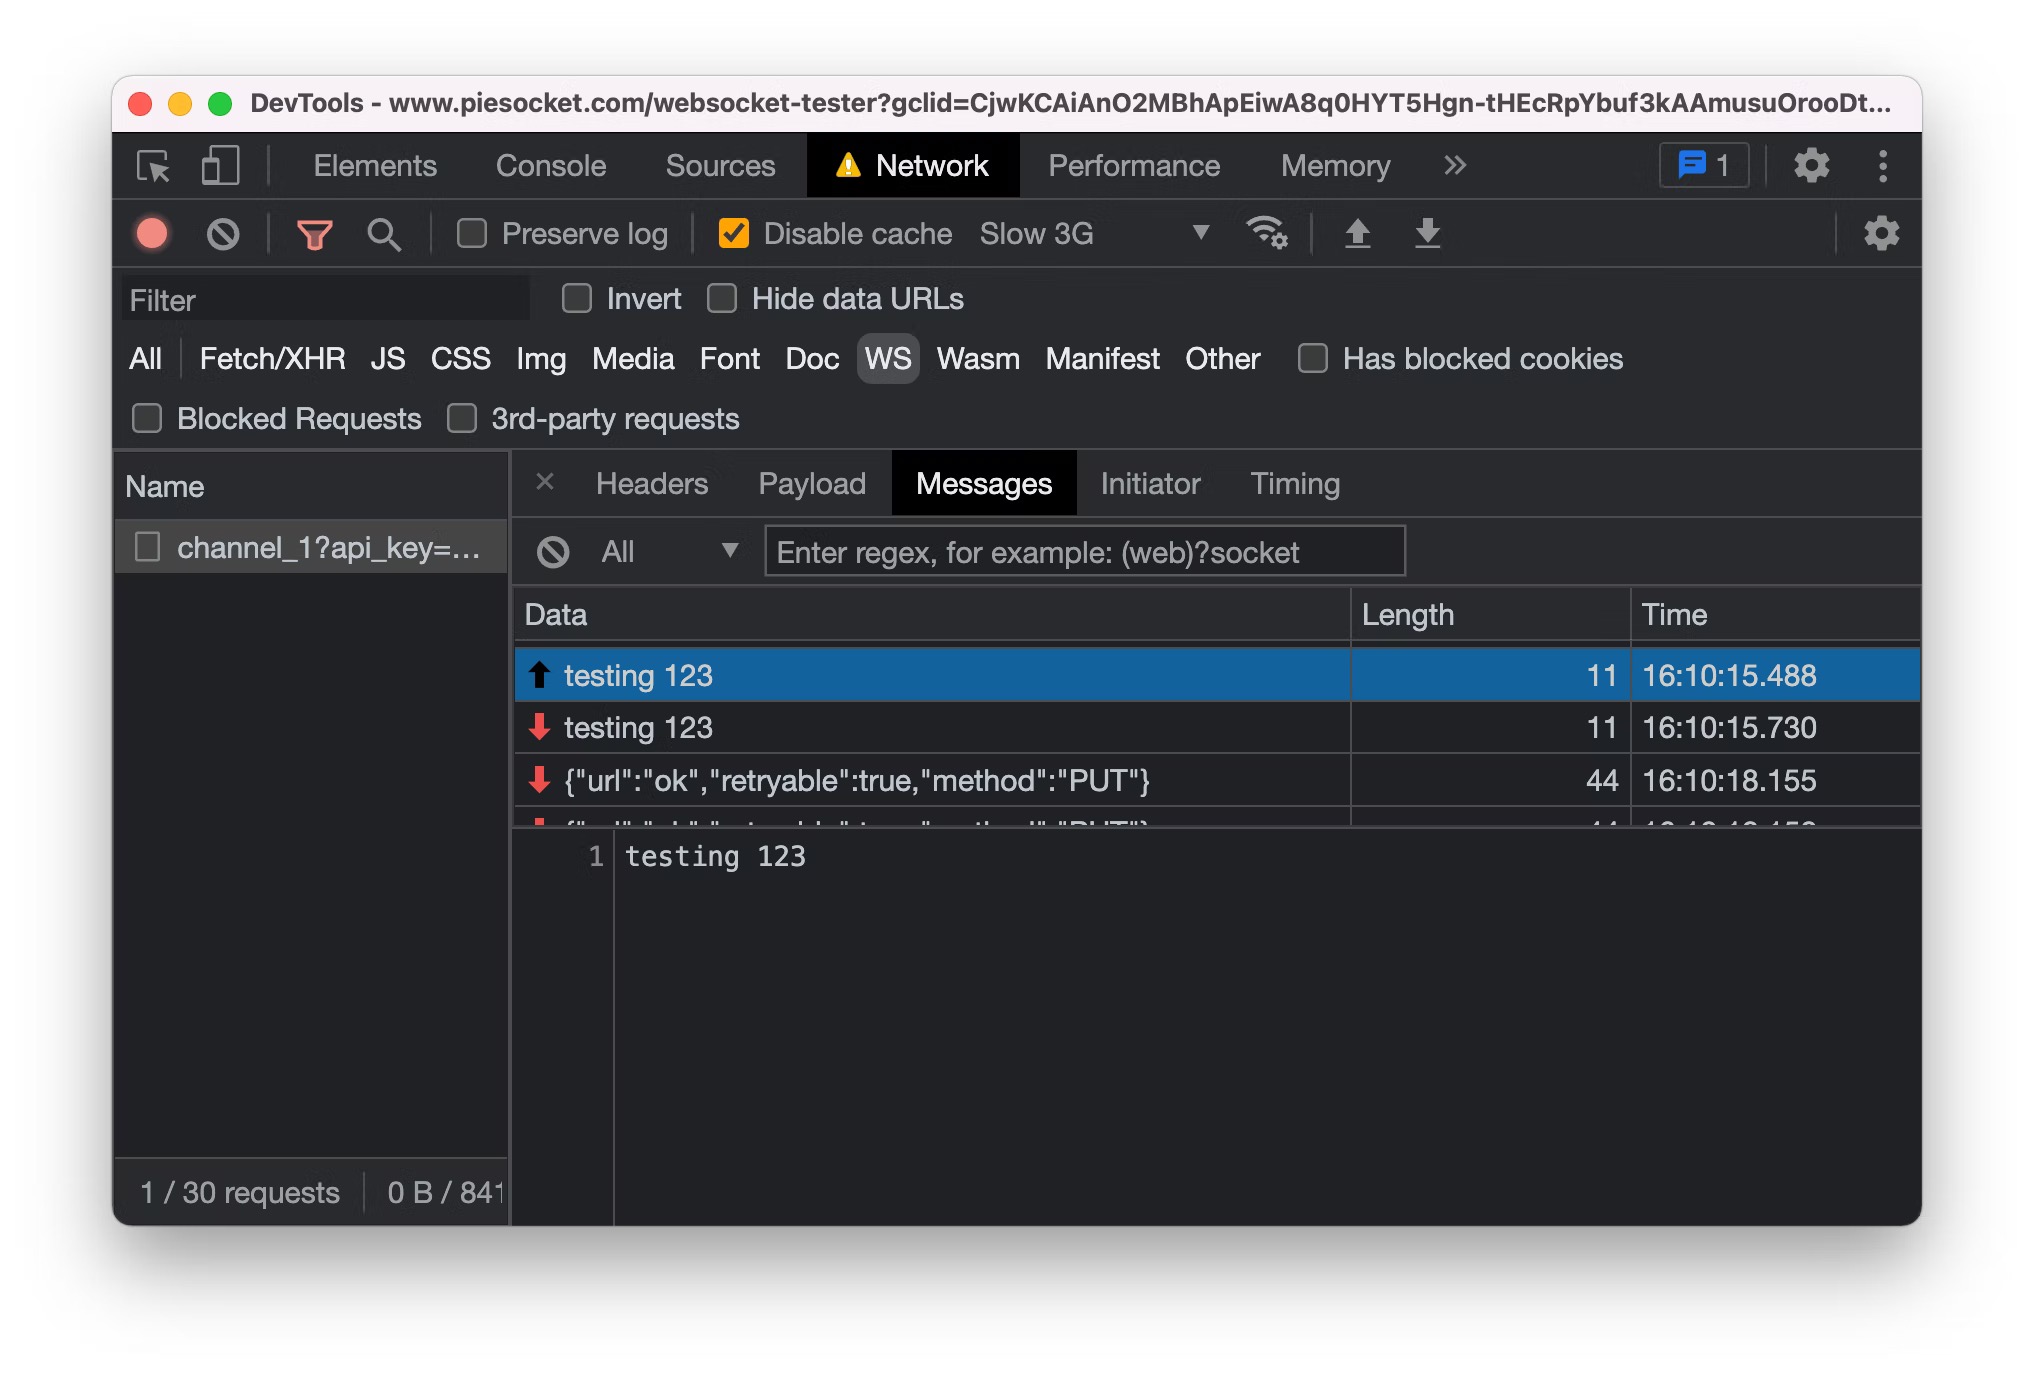 DevTools - www.piesocket.com/websocket-tester?gclid=CjwKCAiAnO2MBhApEiwA8q0HYT5Hgn-tHEcRpYbuf3kAAmusuOrooDt...
Elements Console Sources Network Performance Memory 1
Preserve log Disable cache Slow 3G
Filter Invert Hide data URLs
All Fetch/XHR JS CSS Img Media Font Doc WS Wasm Manifest Other Has blocked cookies
Blocked Requests 3rd-party requests
Name
channel_1?api_key=...
Headers Payload Messages Initiator Timing
All Enter regex, for example: (web)?socket
Data Length Time
testing 123 11 16:10:15.488
testing 123 11 16:10:15.730
{"url":"ok","retryable":true,"method":"PUT"} 44 16:10:18.155
1 testing 123
1 / 30 requests 0 B / 841